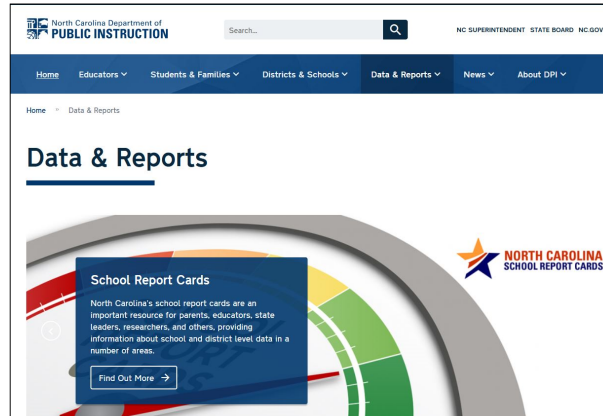 North Carolina Department of
PUBLIC INSTRUCTION
Search...
NC SUPERINTENDENT STATE BOARD NC.GOV
Home Educators Students & Families Districts & Schools Data & Reports News About DPI
Home » Data & Reports
Data & Reports
NORTH CAROLINA
SCHOOL REPORT CARDS
School Report Cards
North Carolina's school report cards are an
important resource for parents, educators, state
leaders, researchers, and others, providing
information about school and district level data in a
number of areas.
Find Out More →